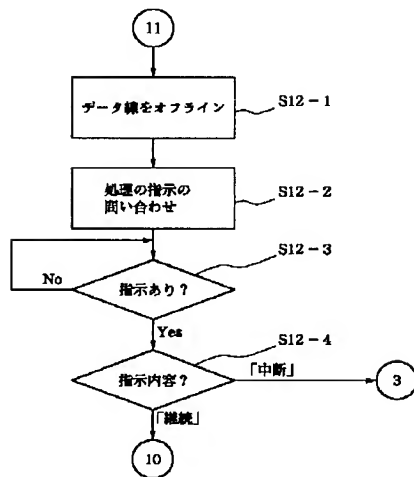 11
データ線をオフライン
S12-1
処理の指示の
問い合わせ
S12-2
S12-3
No
指示あり?
Yes
S12-4
指示内容?
「中断」
3
「継続」
10